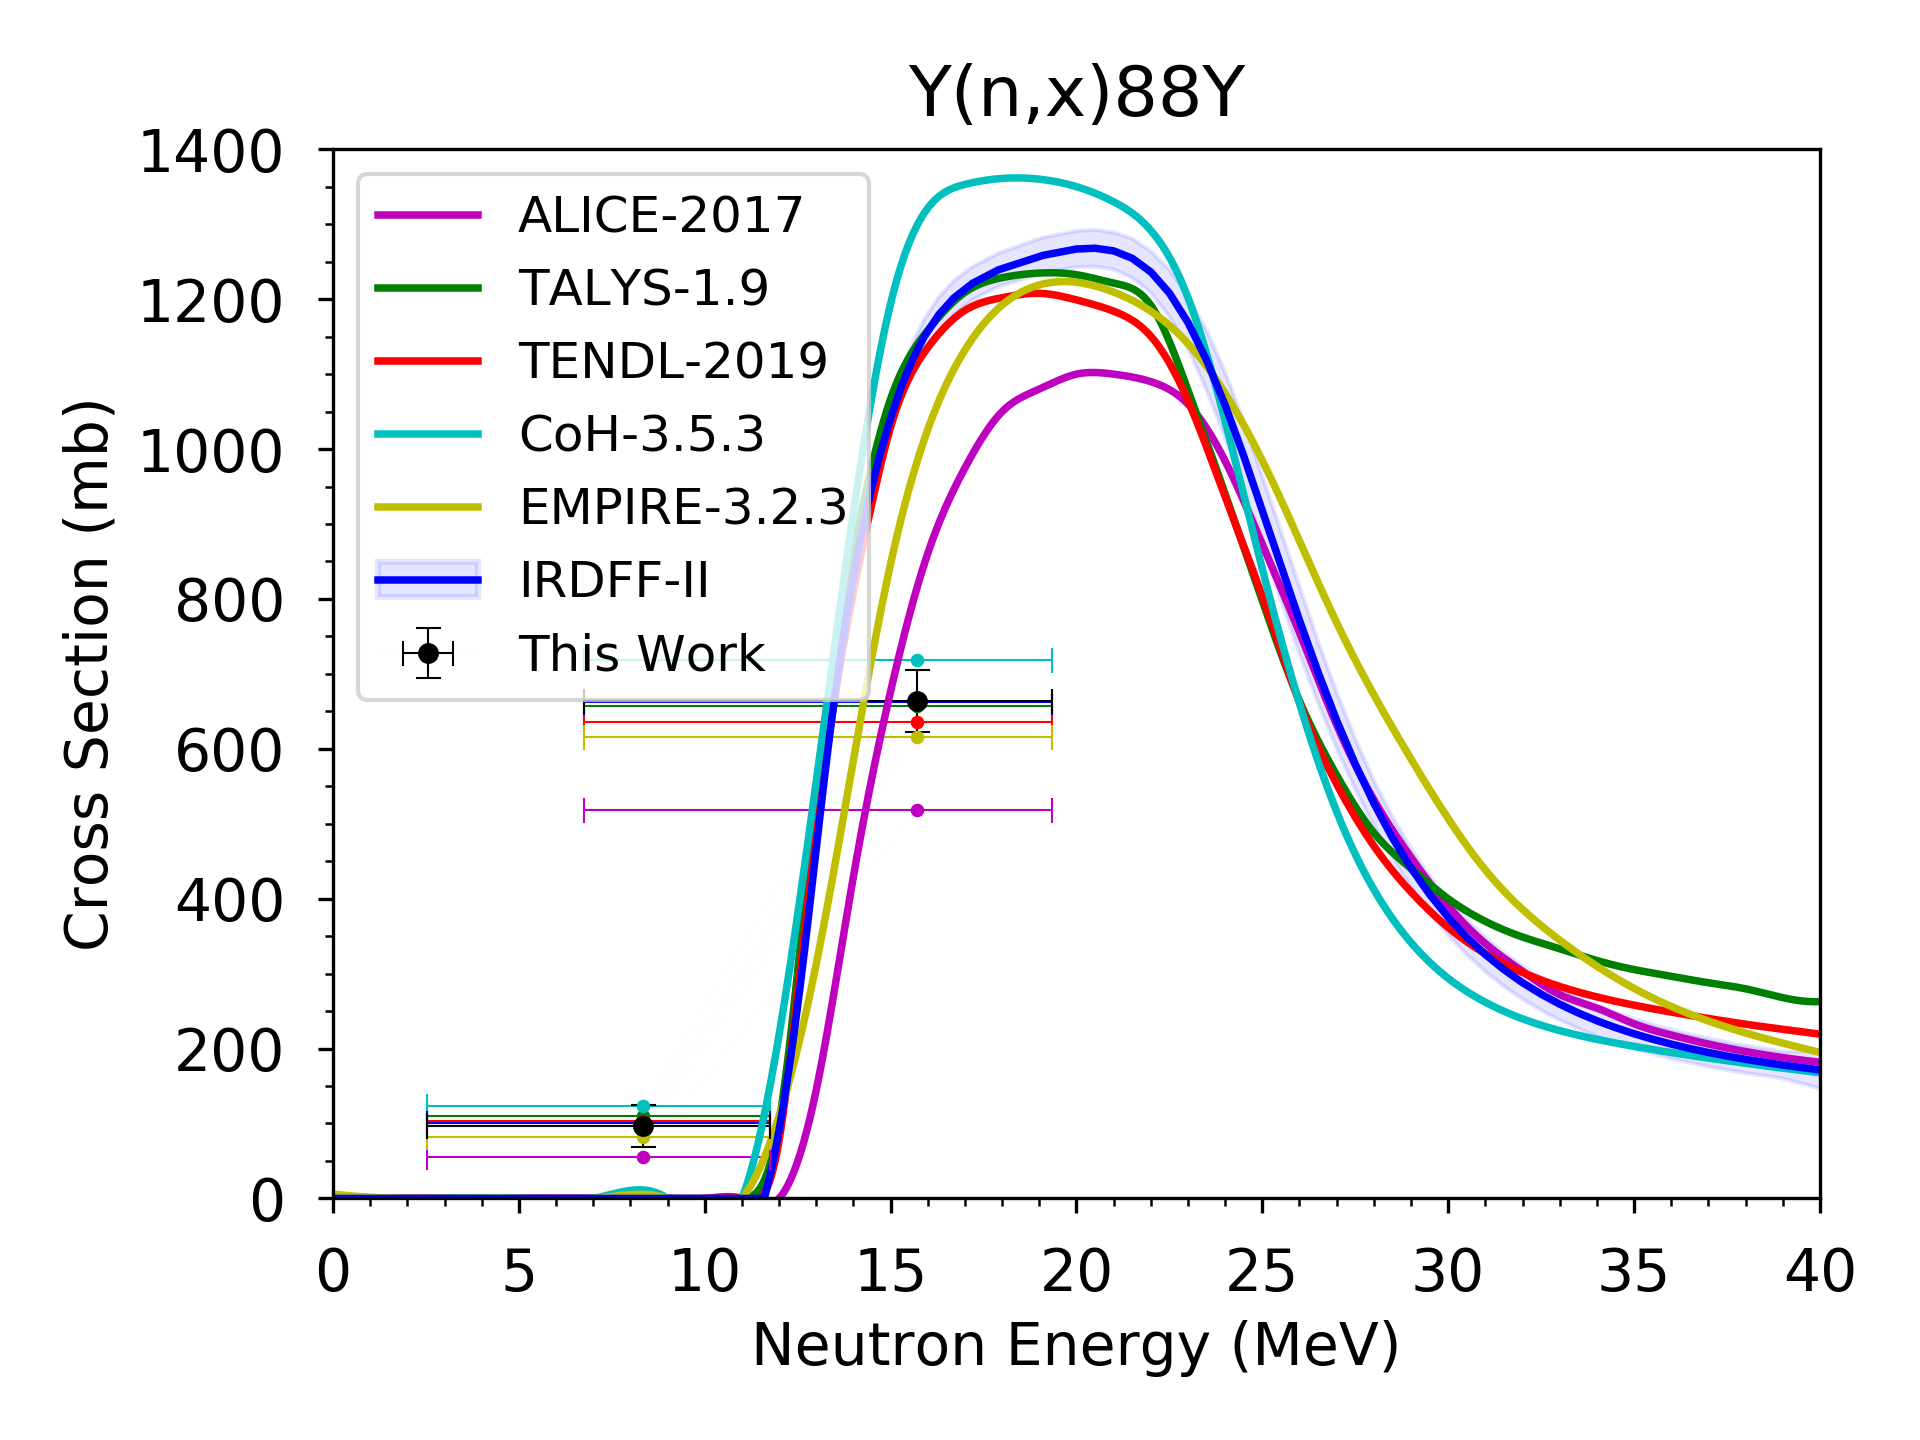 Y(n,x)88Y
1400
1200
1000
800
600
400
200
0
Cross Section (mb)
ALICE-2017
TALYS-1.9
TENDL-2019
CoH-3.5.3
EMPIRE-3.2.3
IRDFF-II
This Work
0 5 10 15 20 25 30 35 40
Neutron Energy (MeV)